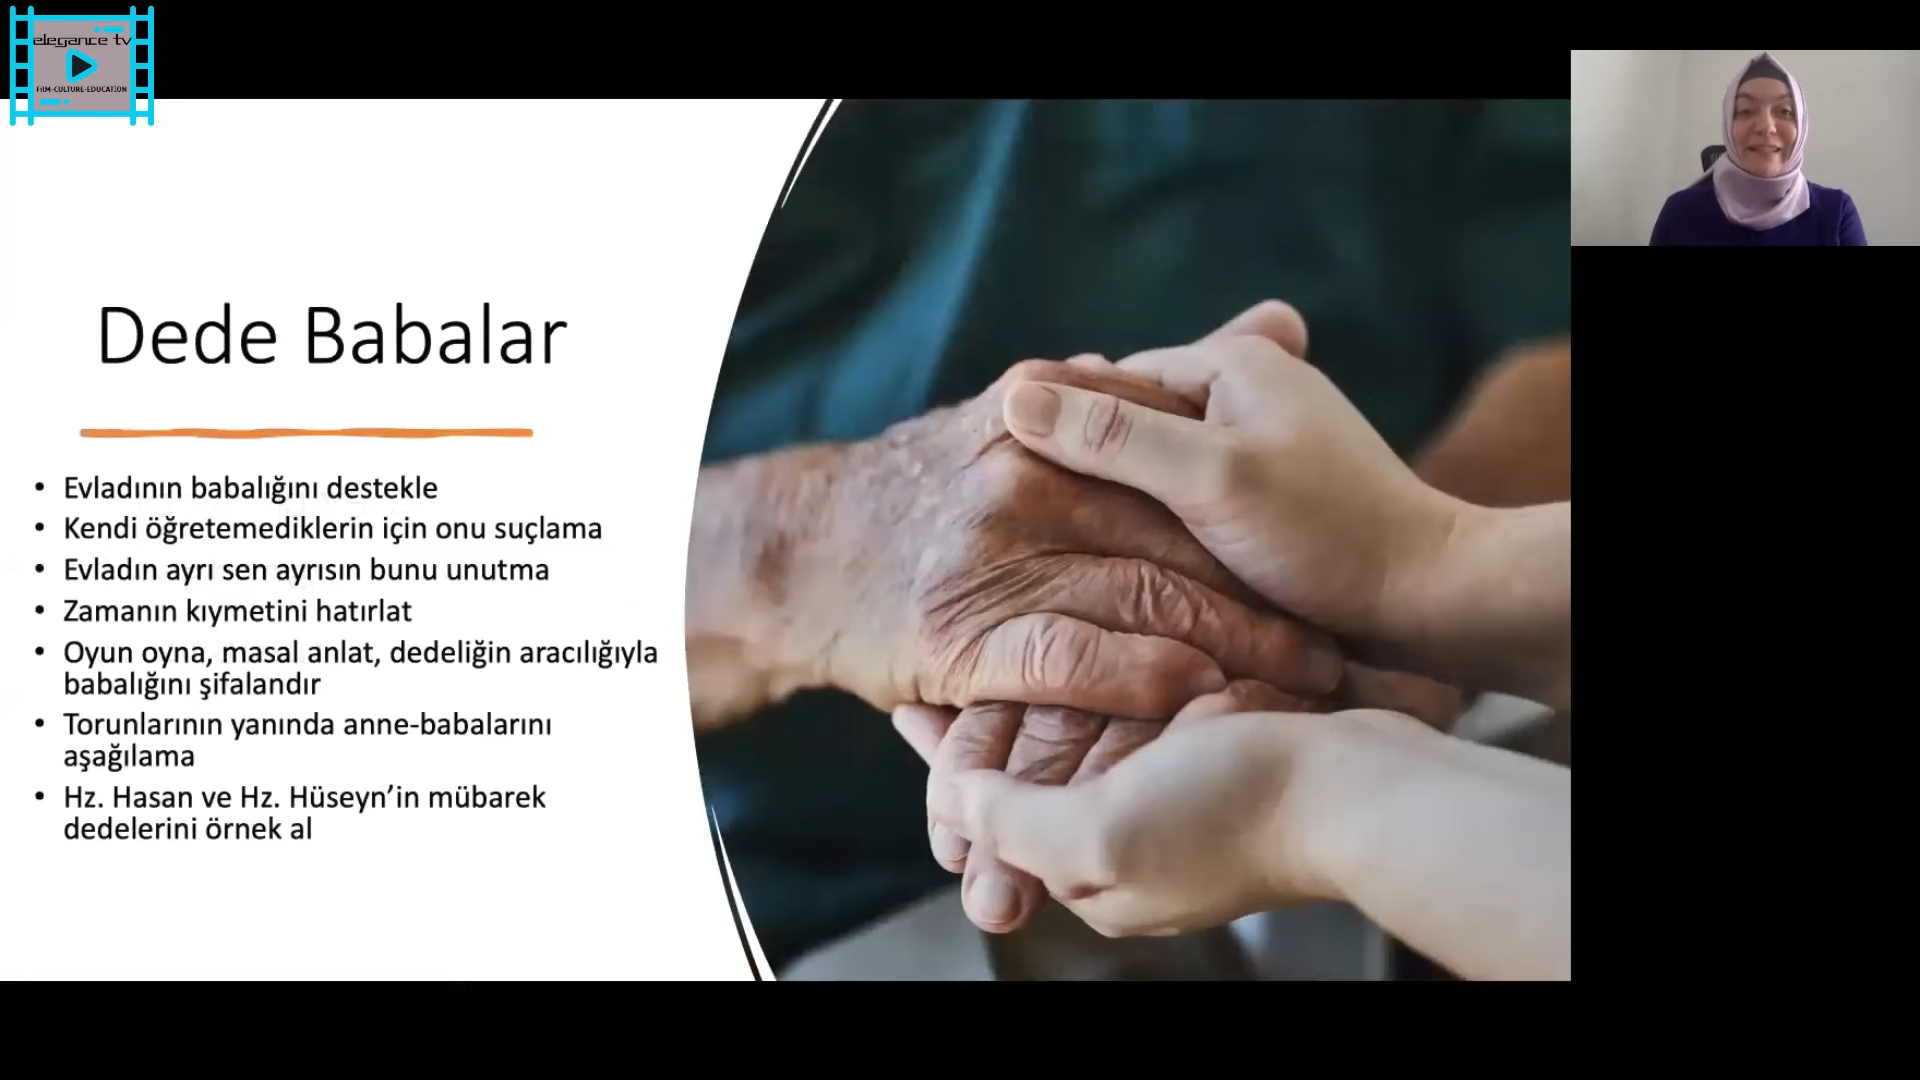 elegance tv
FILM-CULTURE-EDUCATION
Dede Babalar
• Evladının babalığını destekle
• Kendi öğretemediklerin için onu suçlama
• Evladın ayrı sen ayrısın bunu unutma
• Zamanın kıymetini hatırlat
• Oyun oyna, masal anlat, dedeliğin aracılığıyla
babalığını şifalandır
• Torunlarının yanında anne-babalarını
aşağılama
• Hz. Hasan ve Hz. Hüseyn’in mübarek
dedelerini örnek al